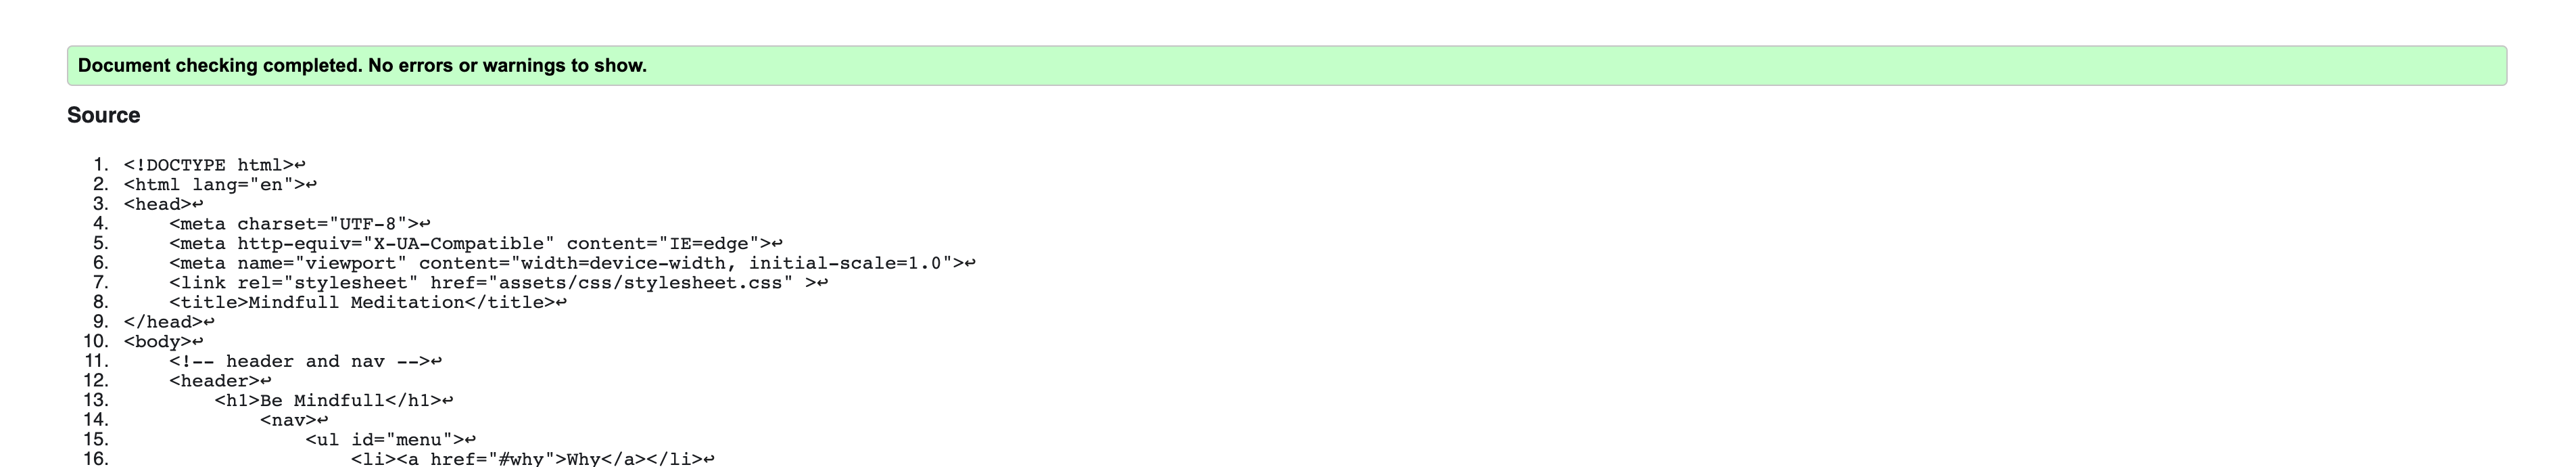 Document checking completed. No errors or warnings to show.
Source
1. <!DOCTYPE html>↩
2. <html lang="en">↩
3. <head>↩
4.     <meta charset="UTF-8">↩
5.     <meta http-equiv="X-UA-Compatible" content="IE=edge">↩
6.     <meta name="viewport" content="width=device-width, initial-scale=1.0">↩
7.     <link rel="stylesheet" href="assets/css/stylesheet.css" >↩
8.     <title>Mindfull Meditation</title>↩
9. </head>↩
10. <body>↩
11.     <!-- header and nav -->↩
12.     <header>↩
13.         <h1>Be Mindfull</h1>↩
14.             <nav>↩
15.                 <ul id="menu">↩
16.                     <li><a href="#why">Why</a></li>↩